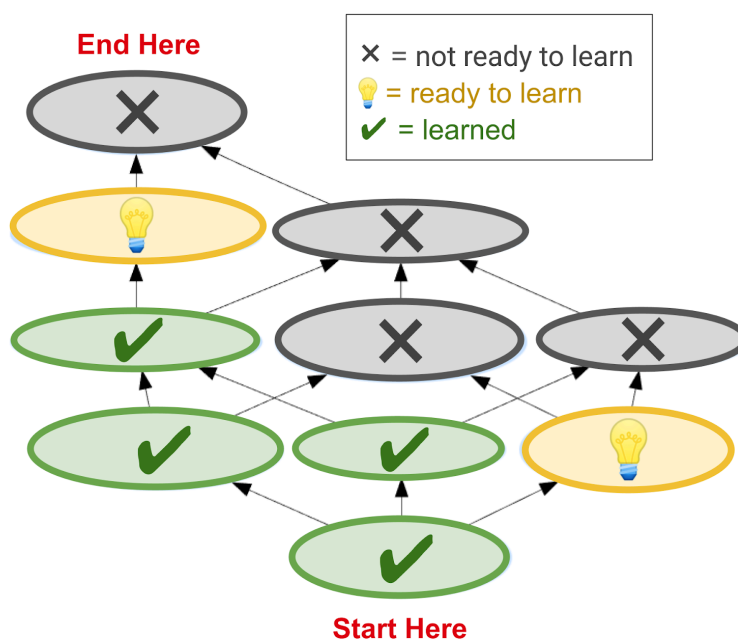 End Here
✕ = not ready to learn
💡 = ready to learn
✔ = learned
Start Here